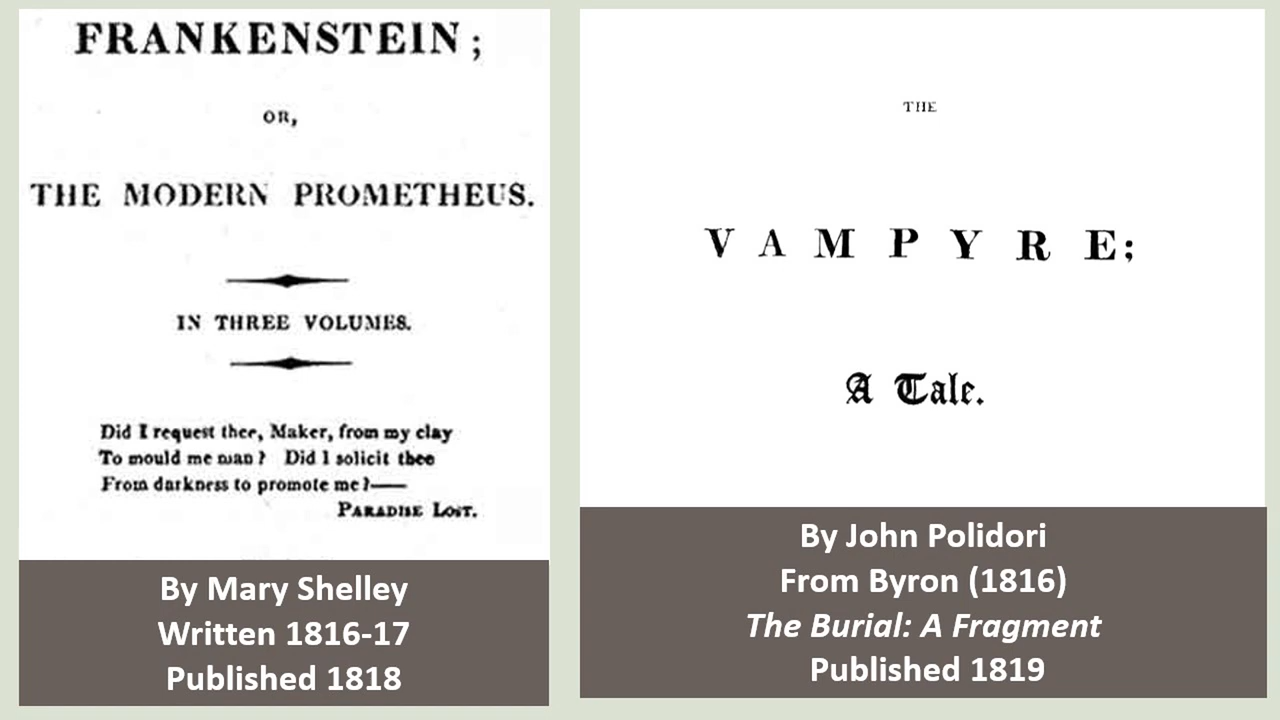 FRANKENSTEIN;
OR,
THE MODERN PROMETHEUS.
IN THREE VOLUMES.
Did I request thee, Maker, from my clay
To mould me man? Did I solicit thee
From darkness to promote me?——
PARADISE LOST.
By Mary Shelley
Written 1816-17
Published 1818
THE
VAMPYRE;
A Tale.
By John Polidori
From Byron (1816)
The Burial: A Fragment
Published 1819